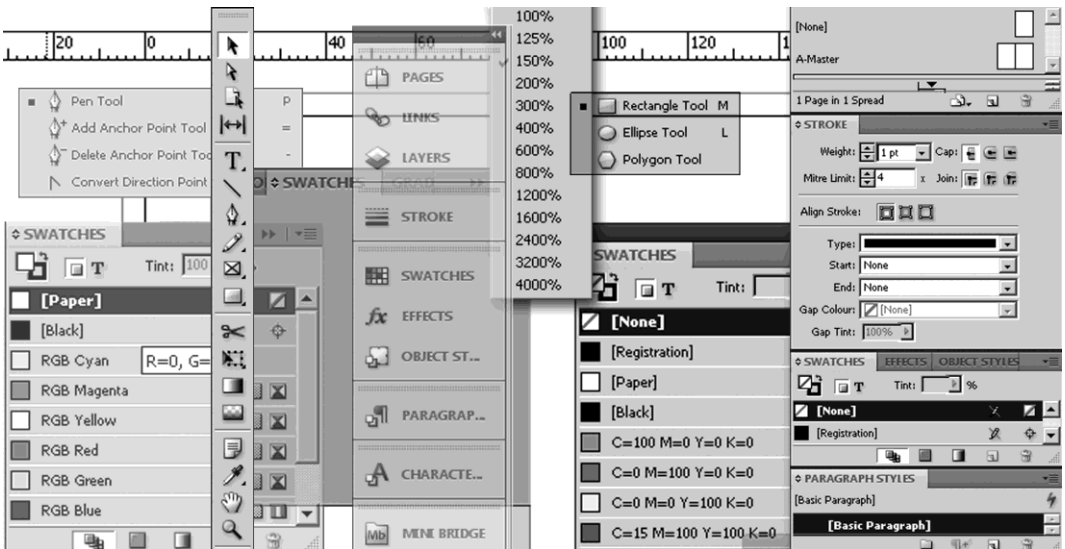 20 0 40 60 100 120 1
100%
125%
150%
200%
300%
400%
600%
800%
1200%
1600%
2400%
3200%
4000%
Pen Tool P
Add Anchor Point Tool =
Delete Anchor Point Too -
Convert Direction Point
SWATCHES
Tint: 100
[Paper]
[Black]
RGB Cyan R=0, G=
RGB Magenta
RGB Yellow
RGB Red
RGB Green
RGB Blue
T
SWATCHES GRAD
PAGES
LINKS
LAYERS
STROKE
SWATCHES
fx EFFECTS
OBJECT ST...
PARAGRAP...
A CHARACTE...
Mb MINI BRIDGE
Rectangle Tool M
Ellipse Tool L
Polygon Tool
SWATCHES
T Tint:
[None]
[Registration]
[Paper]
[Black]
C=100 M=0 Y=0 K=0
C=0 M=100 Y=0 K=0
C=0 M=0 Y=100 K=0
C=15 M=100 Y=100 K=0
[None]
A-Master
1 Page in 1 Spread
STROKE
Weight: 1 pt Cap:
Mitre Limit: 4 x Join:
Align Stroke:
Type:
Start: None
End: None
Gap Colour: [None]
Gap Tint: 100%
SWATCHES EFFECTS OBJECT STYLES
T Tint: %
[None]
[Registration]
PARAGRAPH STYLES
[Basic Paragraph]
[Basic Paragraph]